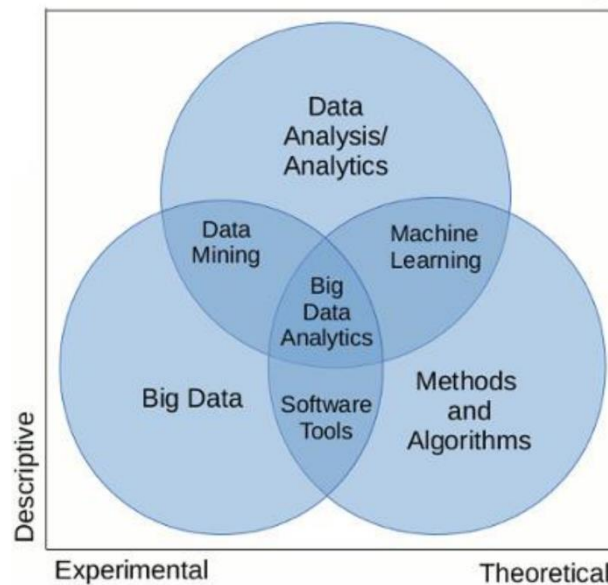 Data
Analysis/
Analytics
Data
Mining
Machine
Learning
Big
Data
Analytics
Big Data
Software
Tools
Methods
and
Algorithms
Descriptive
Experimental
Theoretical